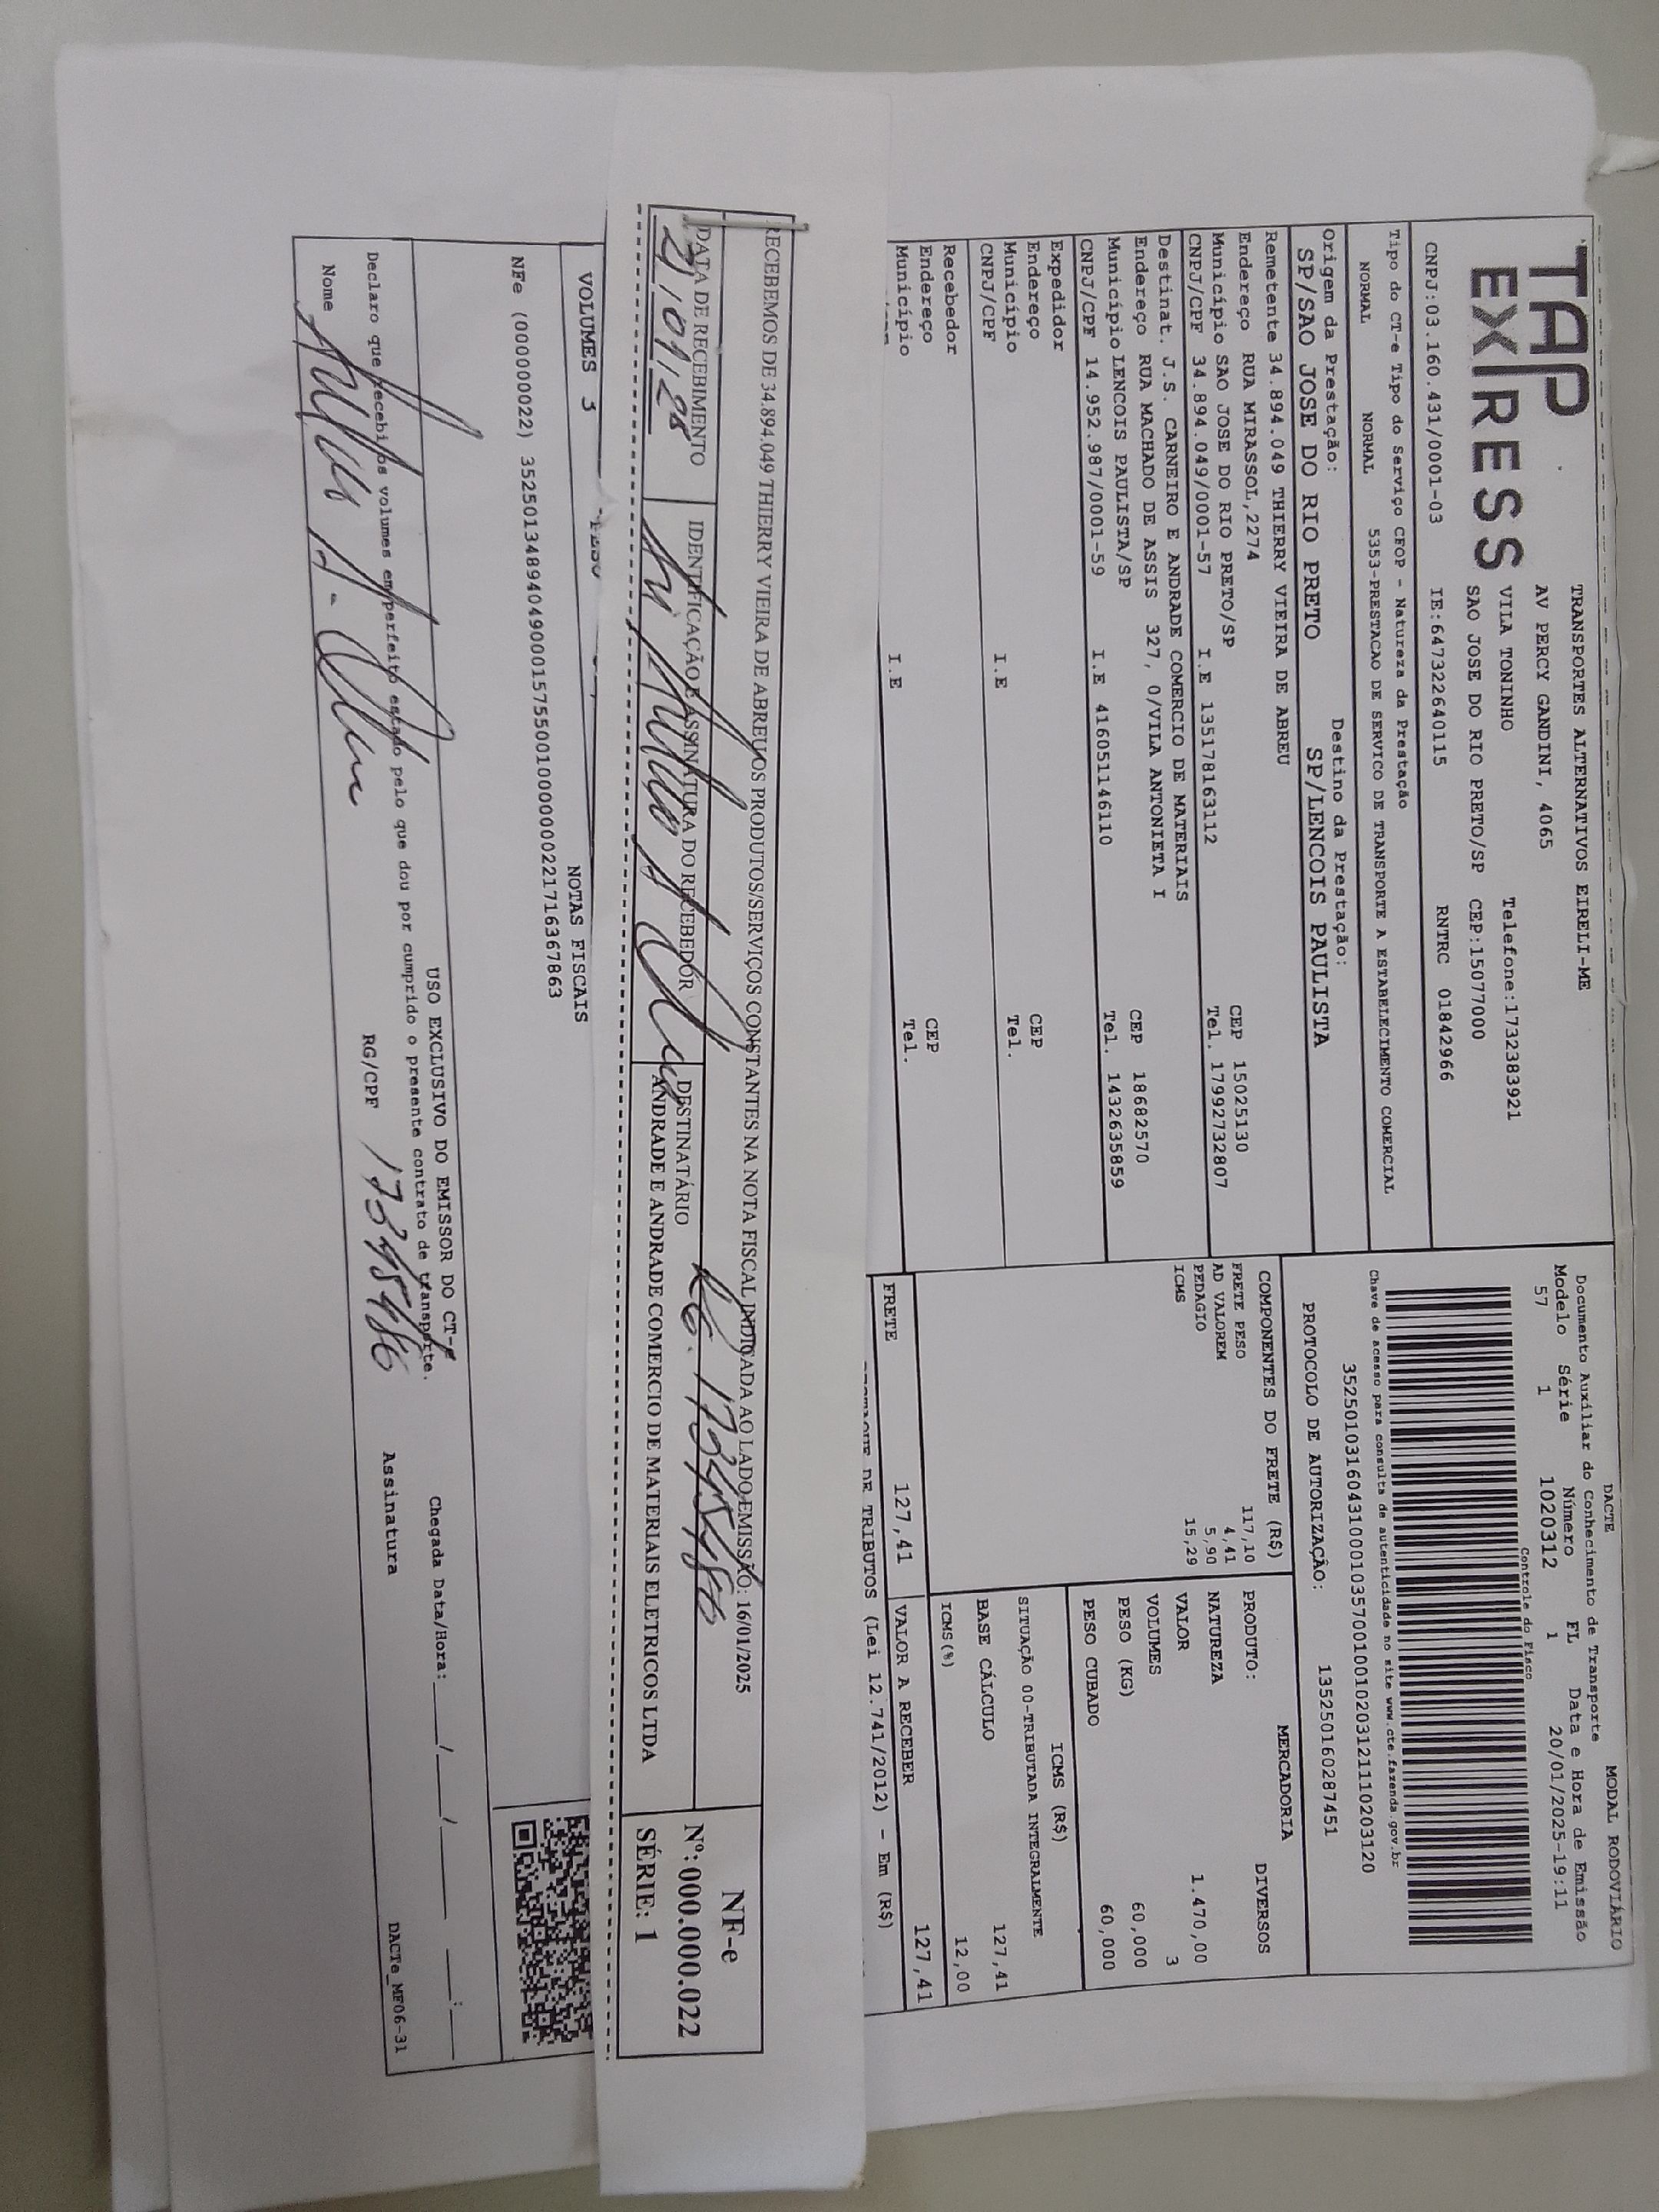 TAP
EXPRESS
TRANSPORTES ALTERNATIVOS EIRELI-ME
AV PERCY GANDINI, 4065
VILA TONINHO Telefone:1732383921
SAO JOSE DO RIO PRETO/SP CEP:15077000
CNPJ:03.160.431/0001-03 IE:647322640115 RNTRC 01842966
Tipo do CT-e Tipo do Serviço CFOP - Natureza da Prestação
NORMAL NORMAL 5353-PRESTACAO DE SERVICO DE TRANSPORTE A ESTABELECIMENTO COMERCIAL
Origem da Prestação: Destino da Prestação:
SP/SAO JOSE DO RIO PRETO SP/LENCOIS PAULISTA
Remetente 34.894.049 THIERRY VIEIRA DE ABREU
Endereço RUA MIRASSOL,2274 CEP 15025130
Município SAO JOSE DO RIO PRETO/SP Tel. 17992732807
CNPJ/CPF 34.894.049/0001-57 I.E 135178163112
Destinat. J.S. CARNEIRO E ANDRADE COMERCIO DE MATERIAIS
Endereço RUA MACHADO DE ASSIS 327, 0/VILA ANTONIETA I CEP 18682570
Município LENCOIS PAULISTA/SP Tel. 1432635859
CNPJ/CPF 14.952.987/0001-59 I.E 416051146110
Expedidor
Endereço CEP
Município Tel.
CNPJ/CPF I.E
Recebedor
Endereço CEP
Município Tel.
I.E
DACTE MODAL RODOVIÁRIO
Documento Auxiliar do Conhecimento de Transporte
Modelo Série Número FL Data e Hora de Emissão
57 1 1020312 1 20/01/2025-19:11
Controle do Fisco
Chave de acesso para consulta de autenticidade no site www.cte.fazenda.gov.br
35250103160431000103570010010203121110203120
PROTOCOLO DE AUTORIZAÇÃO: 135250160287451
COMPONENTES DO FRETE (R$)
FRETE PESO 117,10
AD VALOREM 4,41
PEDAGIO 5,90
ICMS 15,29
MERCADORIA
PRODUTO: DIVERSOS
NATUREZA
VALOR 1.470,00
VOLUMES 3
PESO (KG) 60,000
PESO CUBADO 60,000
ICMS (R$)
SITUAÇÃO 00-TRIBUTADA INTEGRALMENTE
BASE CÁLCULO 127,41
ICMS(%) 12,00
FRETE 127,41 VALOR A RECEBER 127,41
DE TRIBUTOS (Lei 12.741/2012) - Em (R$)
RECEBEMOS DE 34.894.049 THIERRY VIEIRA DE ABREU OS PRODUTOS/SERVIÇOS CONSTANTES NA NOTA FISCAL INDICADA AO LADO EMISSÃO: 16/01/2025
DATA DE RECEBIMENTO IDENTIFICAÇÃO E ASSINATURA DO RECEBEDOR DESTINATÁRIO
ANDRADE E ANDRADE COMERCIO DE MATERIAIS ELETRICOS LTDA
17345486
NF-e
Nº:000.000.022
SÉRIE: 1
VOLUMES 3
NOTAS FISCAIS
NFe (000000022) 35250134894049000157550010000000221716367863
USO EXCLUSIVO DO EMISSOR DO CT-e
Declaro que recebi os volumes em perfeito estado pelo que dou por cumprido o presente contrato de transporte.
Nome RG/CPF 17345486 Assinatura Chegada Data/Hora: / / :
DACTe_MF06-31